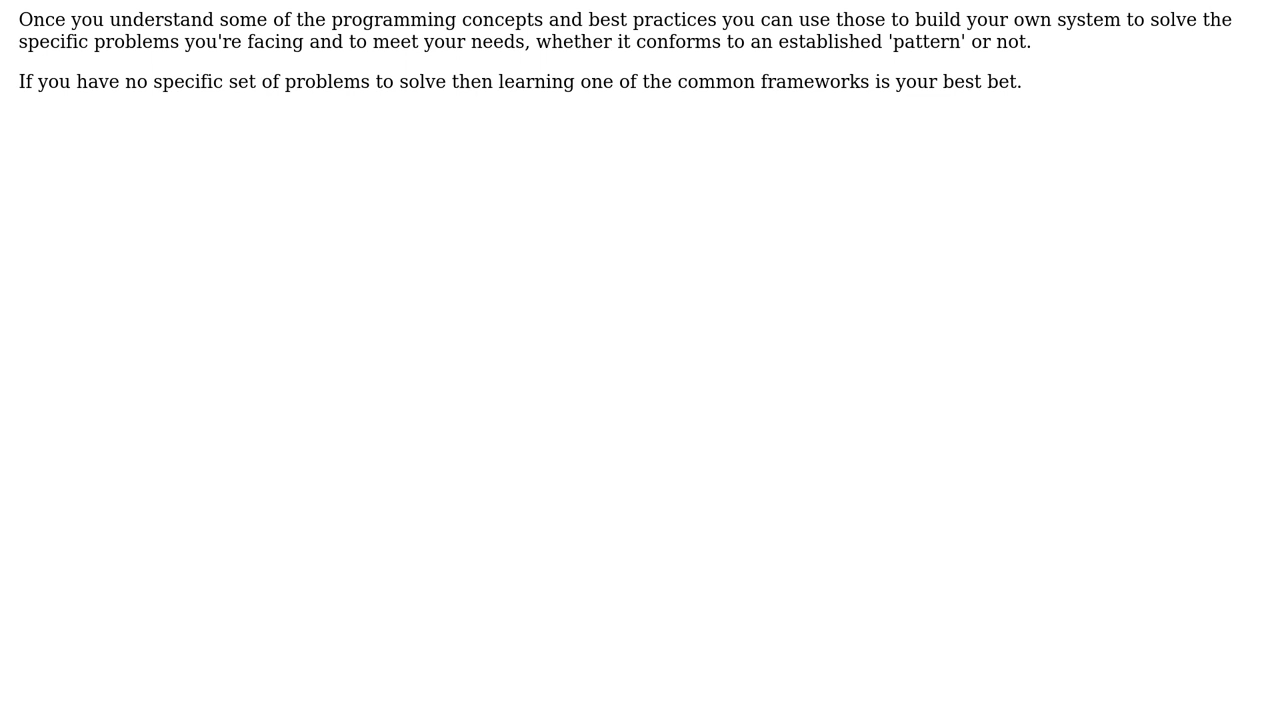 Once you understand some of the programming concepts and best practices you can use those to build your own system to solve the
specific problems you're facing and to meet your needs, whether it conforms to an established 'pattern' or not.
If you have no specific set of problems to solve then learning one of the common frameworks is your best bet.